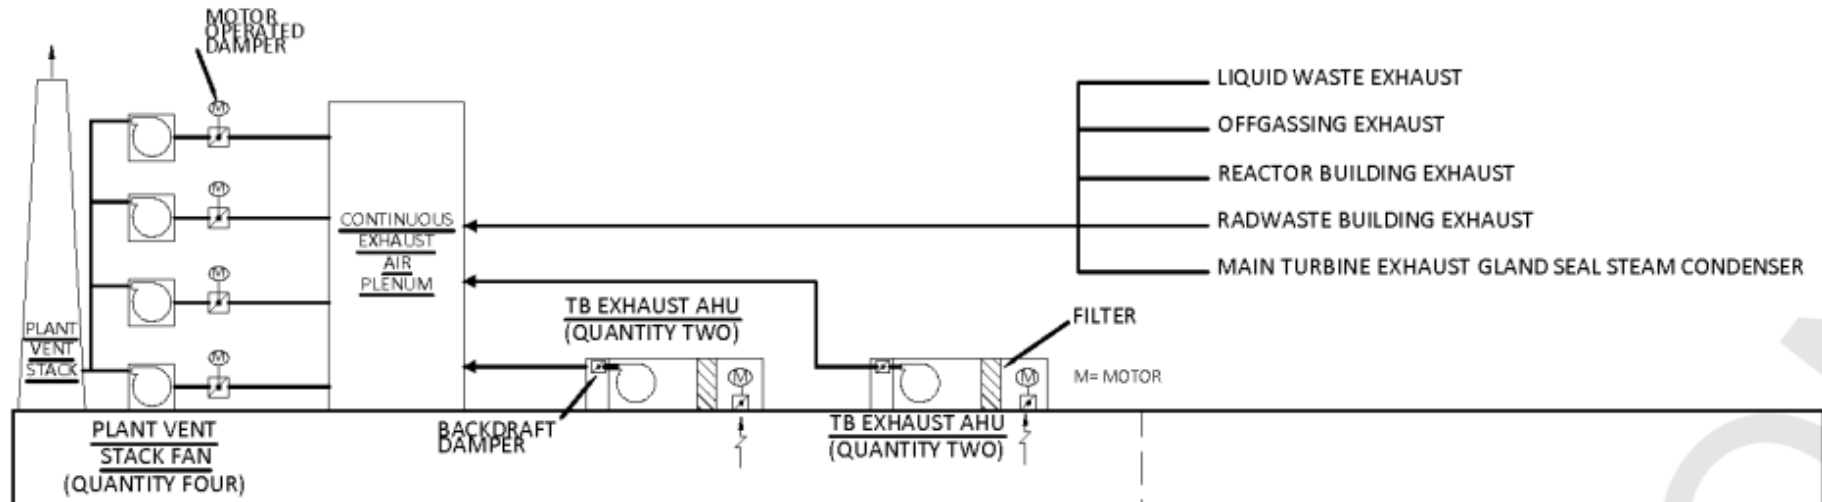 MOTOR
OPERATED
DAMPER
M
M
M
M
PLANT
VENT
STACK
PLANT VENT
STACK FAN
(QUANTITY FOUR)
CONTINUOUS
EXHAUST
AIR
PLENUM
LIQUID WASTE EXHAUST
OFFGASSING EXHAUST
REACTOR BUILDING EXHAUST
RADWASTE BUILDING EXHAUST
MAIN TURBINE EXHAUST GLAND SEAL STEAM CONDENSER
TB EXHAUST AHU
(QUANTITY TWO)
M
BACKDRAFT
DAMPER
FILTER
M
M= MOTOR
TB EXHAUST AHU
(QUANTITY TWO)